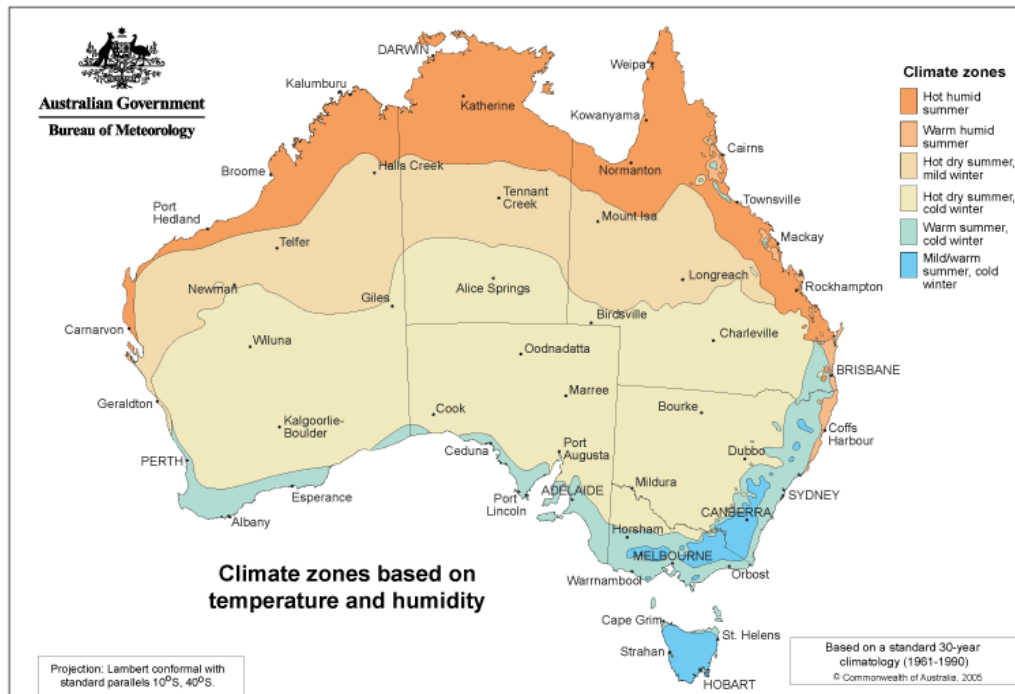 Australian Government
Bureau of Meteorology
DARWIN
Kalumburu
Katherine
Weipa
Kowanyama
Cairns
Broome
Halls Creek
Normanton
Townsville
Port
Hedland
Tennant
Creek
Mount Isa
Mackay
Telfer
Newman
Giles
Alice Springs
Longreach
Rockhampton
Carnarvon
Wiluna
Birdsville
Charleville
Oodnadatta
BRISBANE
Geraldton
Marree
Bourke
Kalgoorlie-
Boulder
Cook
Coffs
Harbour
PERTH
Ceduna
Port
Augusta
Dubbo
Esperance
Port
Lincoln
ADELAIDE
Mildura
SYDNEY
Albany
CANBERRA
Horsham
MELBOURNE
Warrnambool
Orbost
Cape Grim
St. Helens
Strahan
HOBART
Climate zones
Hot humid
summer
Warm humid
summer
Hot dry summer,
mild winter
Hot dry summer,
cold winter
Warm summer,
cold winter
Mild/warm
summer, cold
winter
Climate zones based on
temperature and humidity
Projection: Lambert conformal with
standard parallels 10°S, 40°S.
Based on a standard 30-year
climatology (1961-1990)
© Commonwealth of Australia, 2005